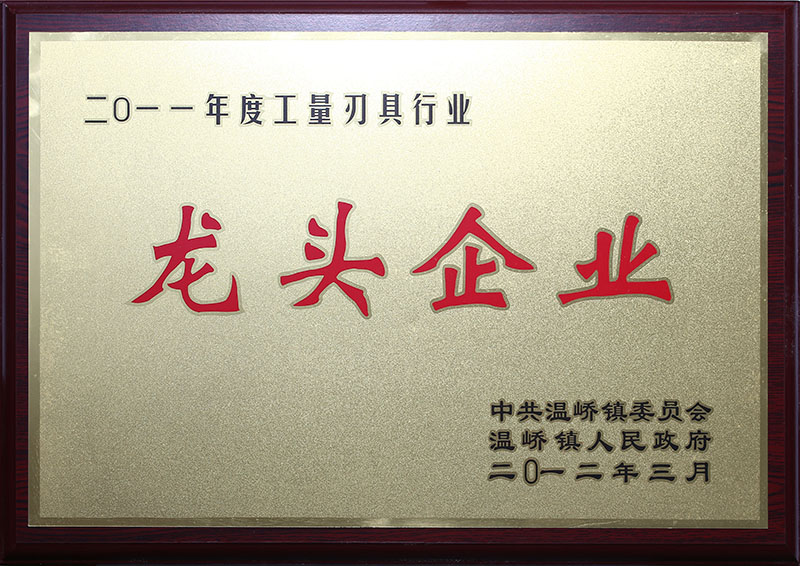 二〇一一年度工量刃具行业
龙头企业
中共温峤镇委员会
温峤镇人民政府
二〇一二年三月